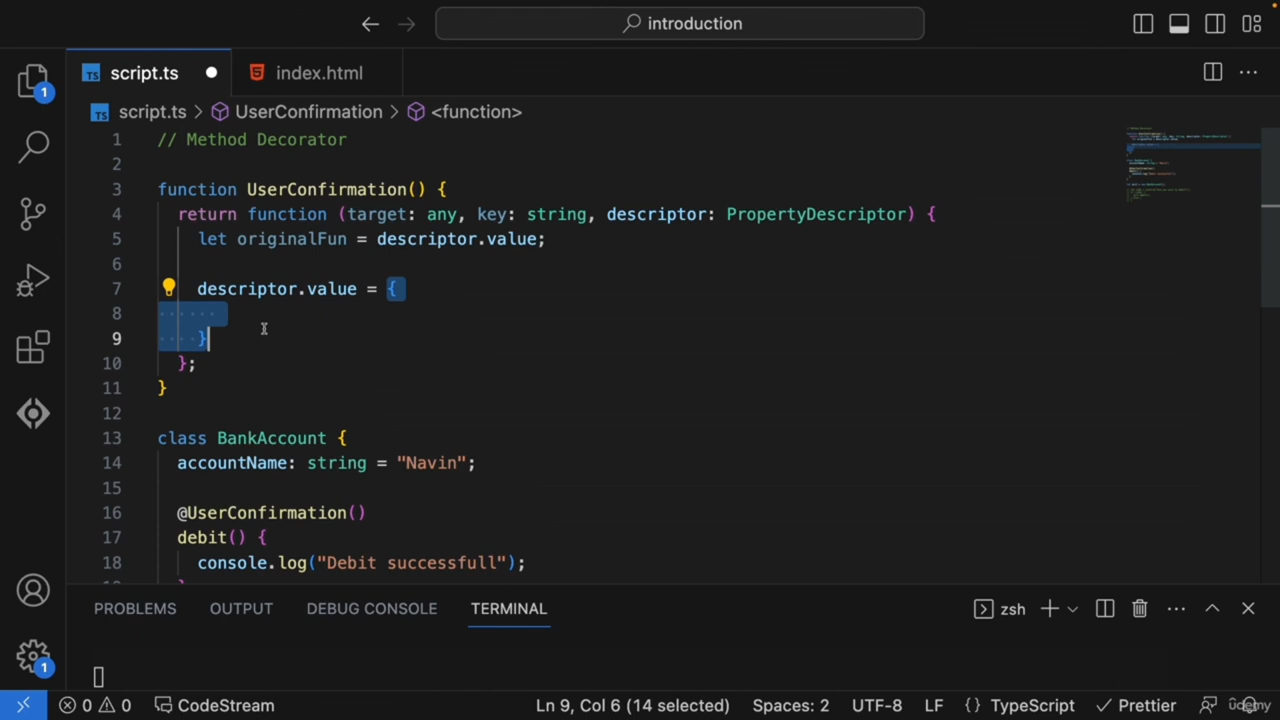 introduction
script.ts
index.html
script.ts > UserConfirmation > <function>
1 // Method Decorator
2
3 function UserConfirmation() {
4 return function (target: any, key: string, descriptor: PropertyDescriptor) {
5 let originalFun = descriptor.value;
6
7 descriptor.value = {
8
9 }
10 };
11 }
12
13 class BankAccount {
14 accountName: string = "Navin";
15
16 @UserConfirmation()
17 debit() {
18 console.log("Debit successfull");
PROBLEMS OUTPUT DEBUG CONSOLE TERMINAL zsh
0 0 CodeStream Ln 9, Col 6 (14 selected) Spaces: 2 UTF-8 LF {} TypeScript Prettier ûdemy
1
1